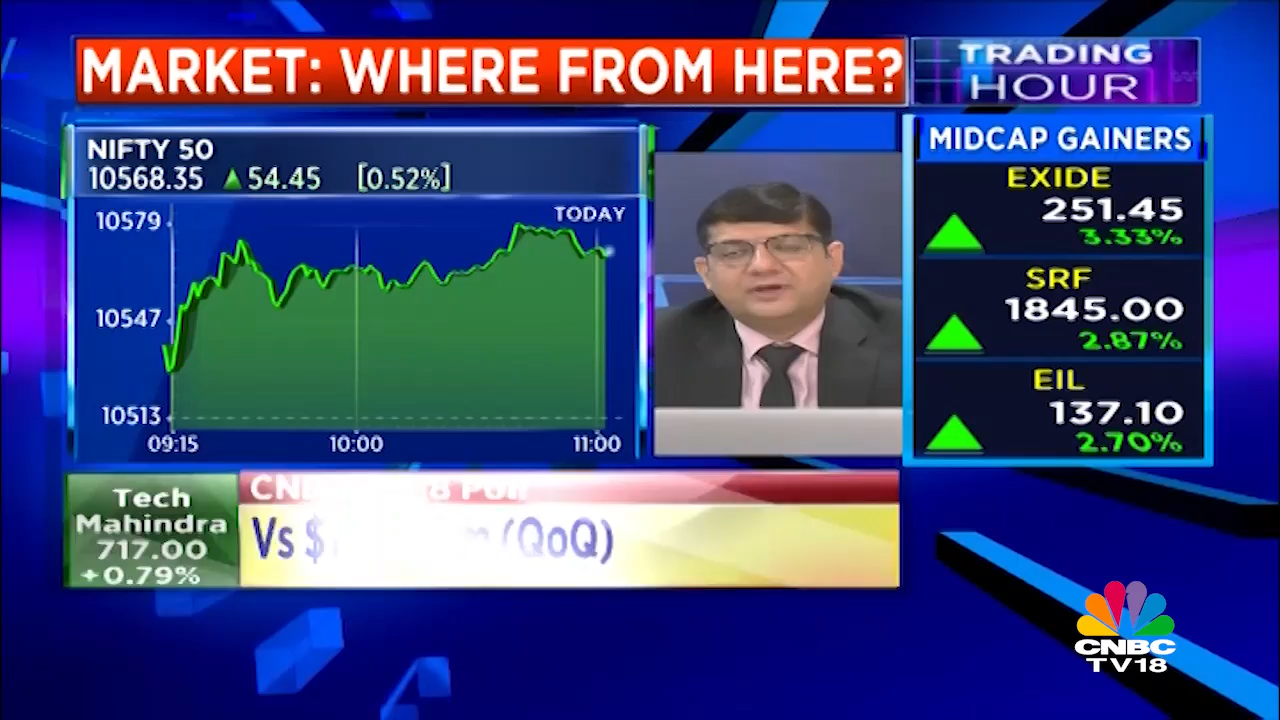 MARKET: WHERE FROM HERE?
TRADING
HOUR
NIFTY 50
10568.35 ▲ 54.45 [0.52%]
TODAY
10579
10547
10513
09:15 10:00 11:00
MIDCAP GAINERS
EXIDE
251.45
3.33%
SRF
1845.00
2.87%
EIL
137.10
2.70%
Tech
Mahindra
717.00
+0.79%
Poll
Vs (QoQ)
CNBC
TV18